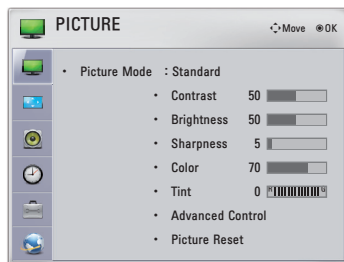 PICTURE Move OK
• Picture Mode : Standard
• Contrast 50
• Brightness 50
• Sharpness 5
• Color 70
• Tint 0 R G
• Advanced Control
• Picture Reset